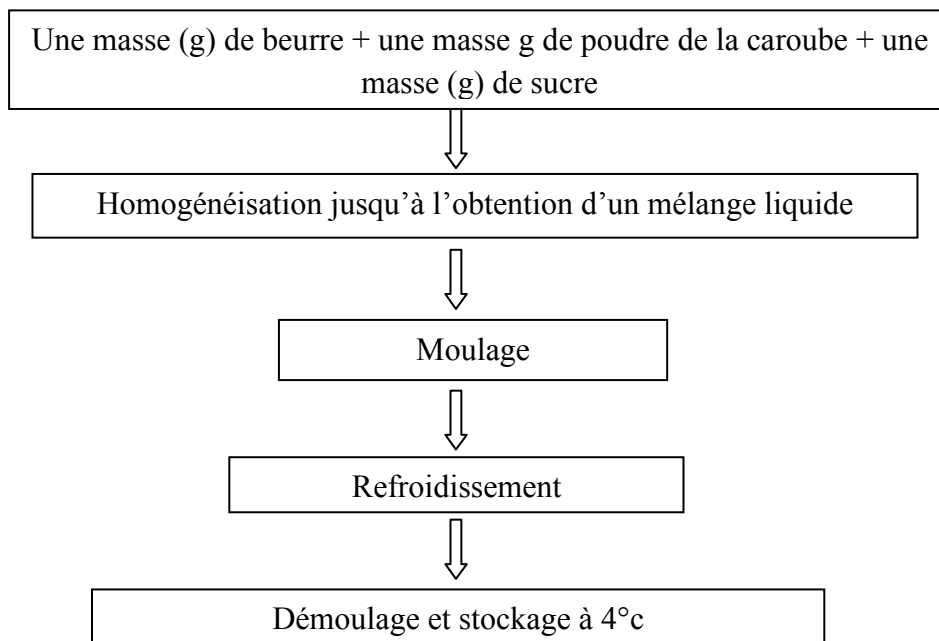 Une masse (g) de beurre + une masse g de poudre de la caroube + une
masse (g) de sucre
Homogénéisation jusqu’à l’obtention d’un mélange liquide
Moulage
Refroidissement
Démoulage et stockage à 4°c